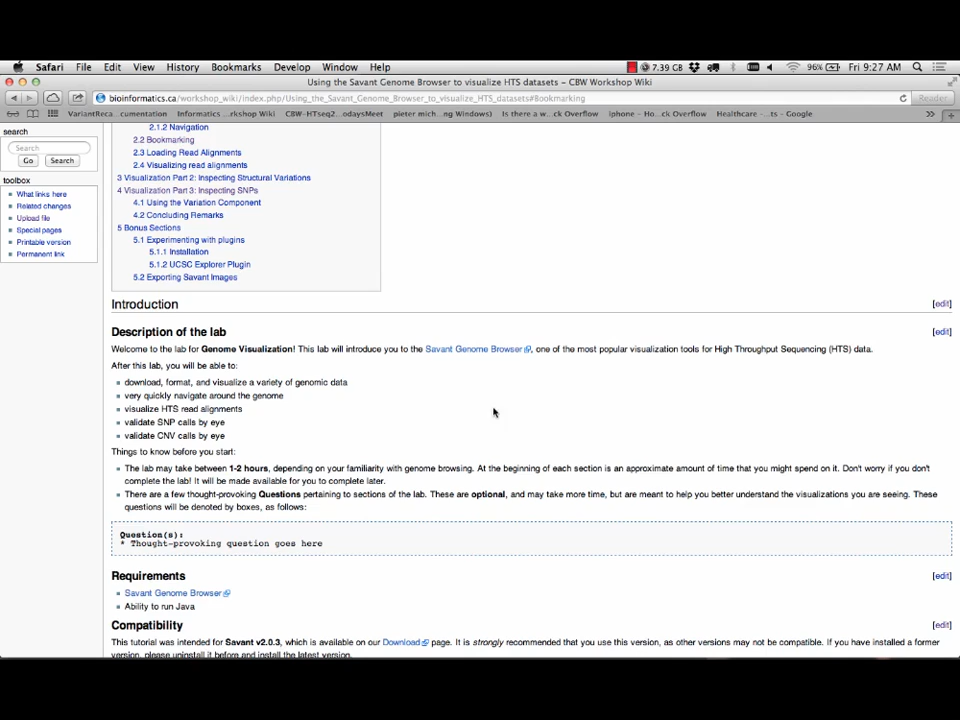 Safari File Edit View History Bookmarks Develop Window Help 7.39 GB 96% Fri 9:27 AM
Using the Savant Genome Browser to visualize HTS datasets – CBW Workshop Wiki
bioinformatics.ca/workshop_wiki/index.php/Using_the_Savant_Genome_Browser_to_visualize_HTS_datasets#Bookmarking Reader
VariantReca...cumentation Informatics ...rkshop Wiki CBW-HTseq2...odaysMeet pieter mich...ng Windows) Is there a w...ck Overflow iphone - Ho...ck Overflow Healthcare -...ts - Google
search
Search
Go Search
toolbox
What links here
Related changes
Upload file
Special pages
Printable version
Permanent link
2.1.2 Navigation
2.2 Bookmarking
2.3 Loading Read Alignments
2.4 Visualizing read alignments
3 Visualization Part 2: Inspecting Structural Variations
4 Visualization Part 3: Inspecting SNPs
4.1 Using the Variation Component
4.2 Concluding Remarks
5 Bonus Sections
5.1 Experimenting with plugins
5.1.1 Installation
5.1.2 UCSC Explorer Plugin
5.2 Exporting Savant Images
Introduction [edit]
Description of the lab [edit]
Welcome to the lab for Genome Visualization! This lab will introduce you to the Savant Genome Browser, one of the most popular visualization tools for High Throughput Sequencing (HTS) data.
After this lab, you will be able to:
download, format, and visualize a variety of genomic data
very quickly navigate around the genome
visualize HTS read alignments
validate SNP calls by eye
validate CNV calls by eye
Things to know before you start:
The lab may take between 1-2 hours, depending on your familiarity with genome browsing. At the beginning of each section is an approximate amount of time that you might spend on it. Don't worry if you don't
complete the lab! It will be made available for you to complete later.
There are a few thought-provoking Questions pertaining to sections of the lab. These are optional, and may take more time, but are meant to help you better understand the visualizations you are seeing. These
questions will be denoted by boxes, as follows:
Question(s):
* Thought-provoking question goes here
Requirements [edit]
Savant Genome Browser
Ability to run Java
Compatibility [edit]
This tutorial was intended for Savant v2.0.3, which is available on our Download page. It is strongly recommended that you use this version, as other versions may not be compatible. If you have installed a former
version, please uninstall it before and install the latest version.